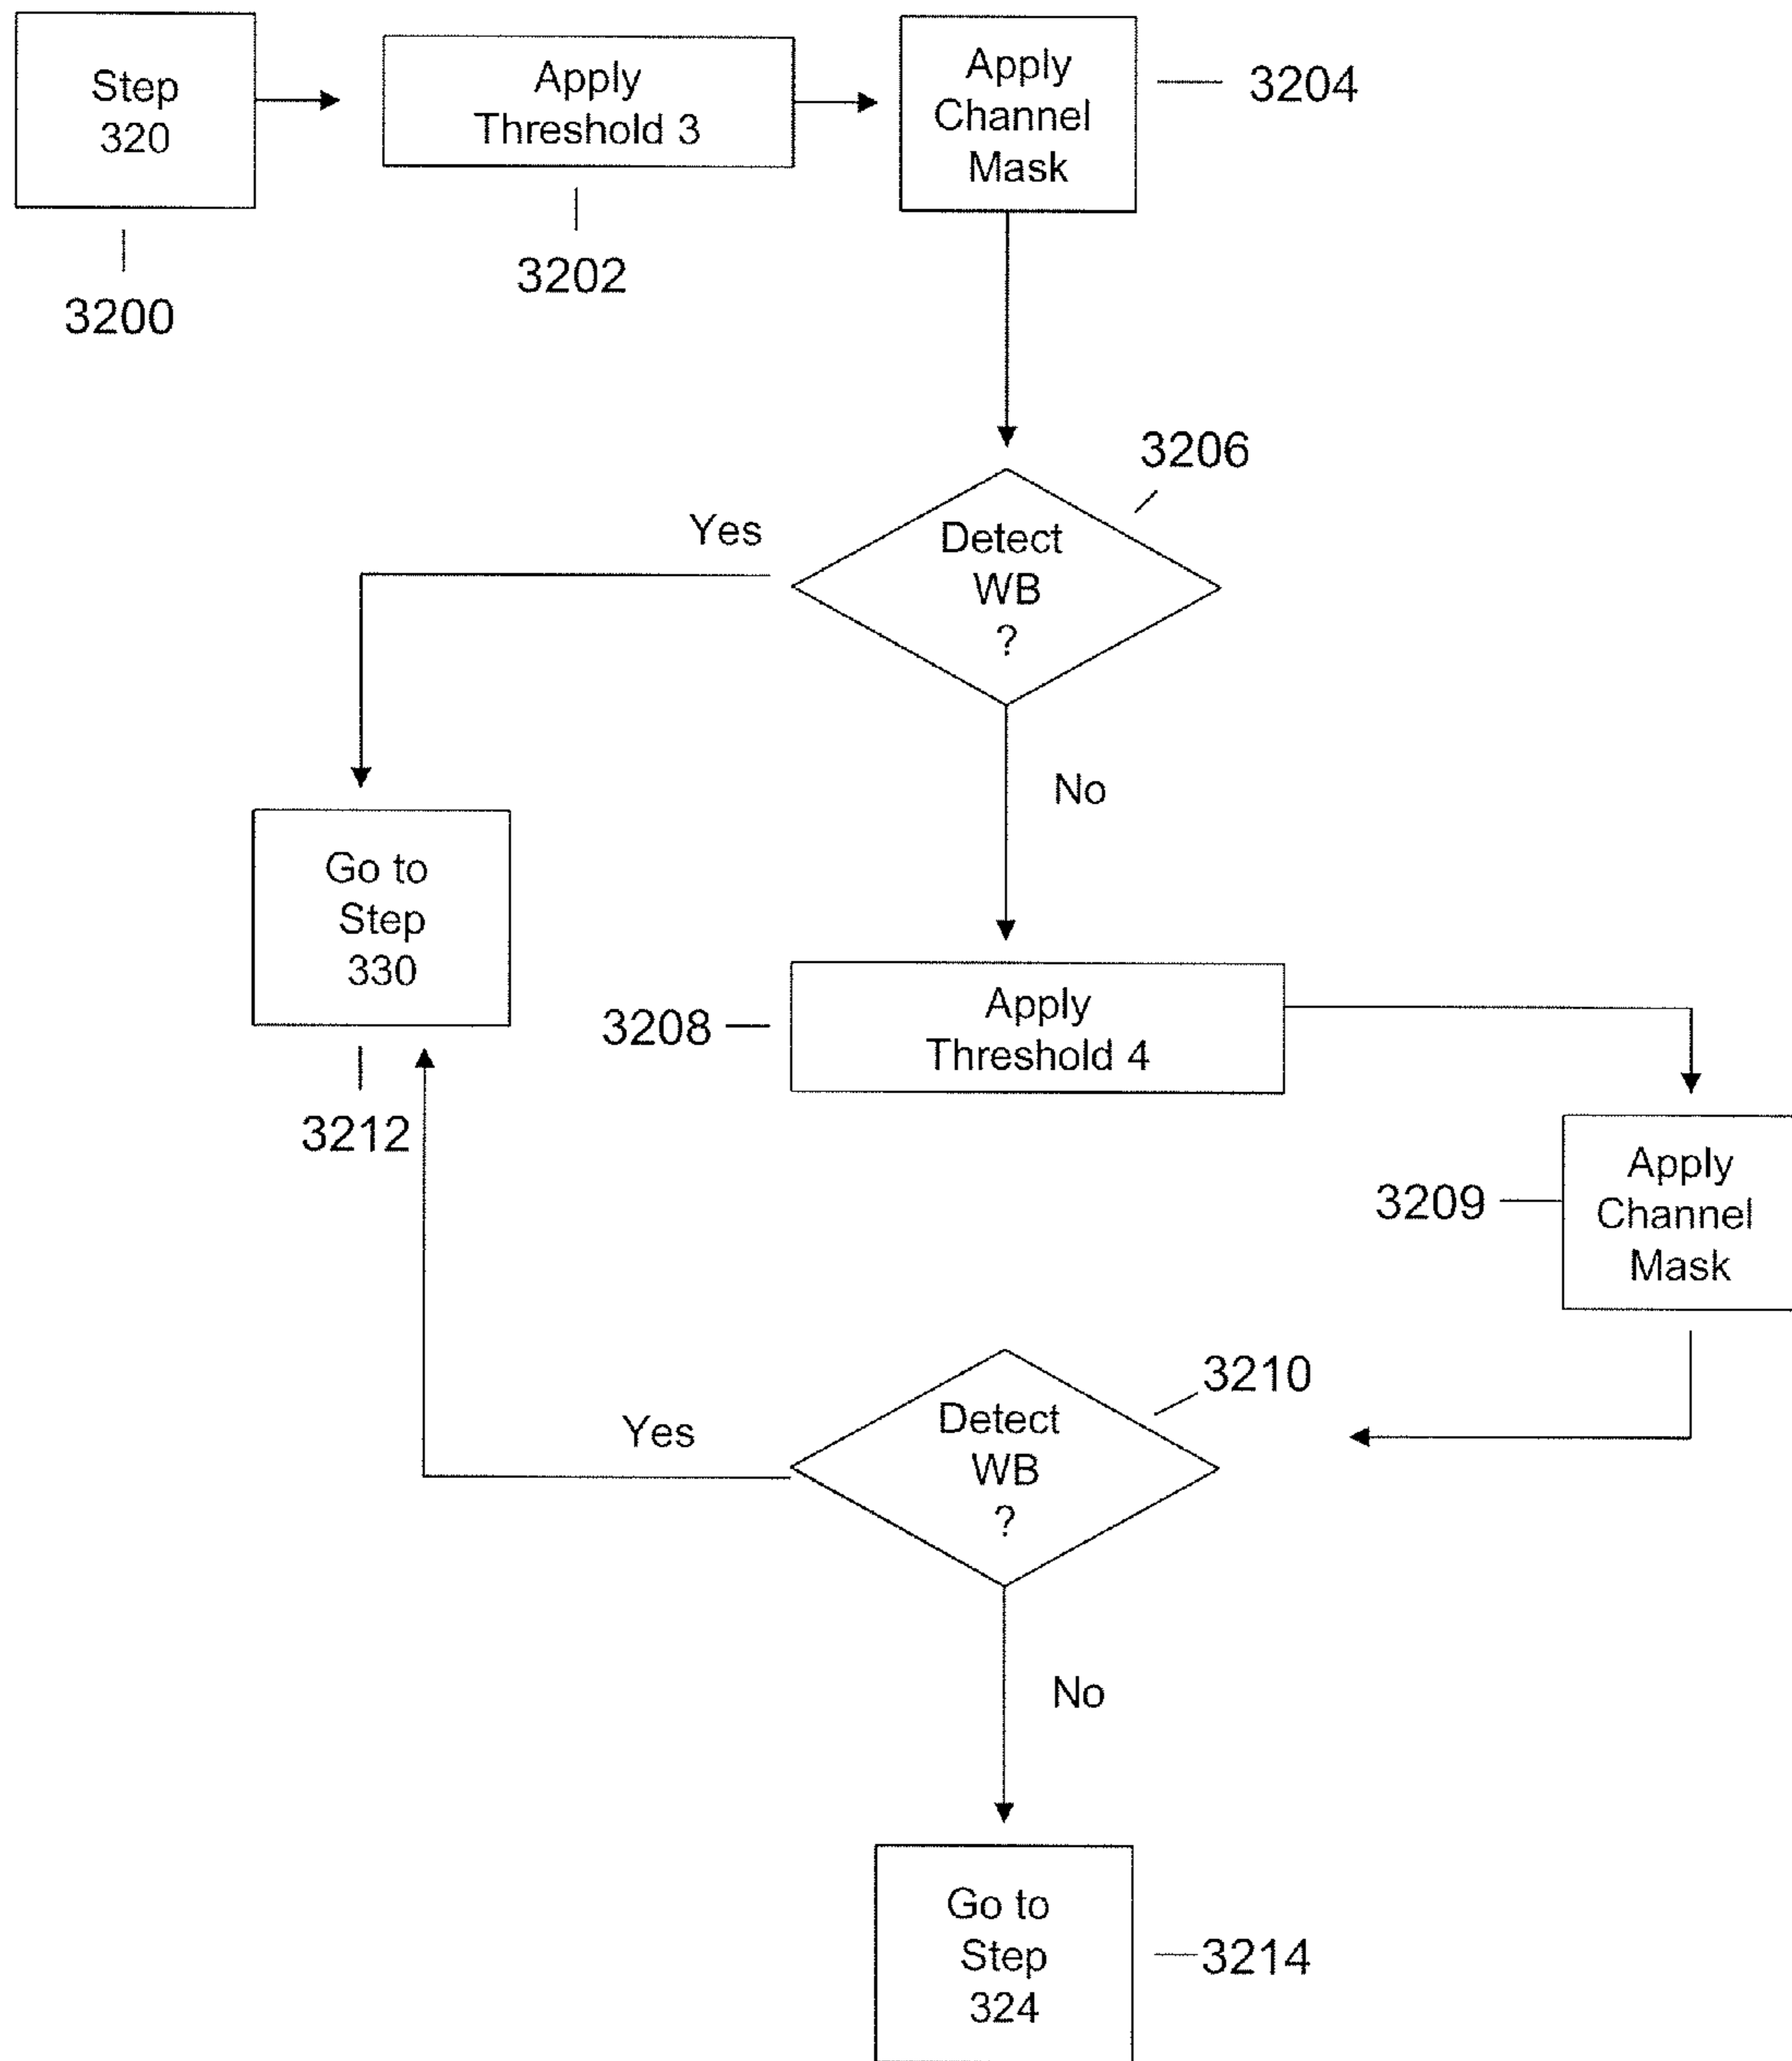 Step
320
3200
Apply
Threshold 3
3202
Apply
Channel
Mask
3204
3206
Detect
WB
?
Yes
No
Go to
Step
330
3212
3208
Apply
Threshold 4
3209
Apply
Channel
Mask
3210
Detect
WB
?
Yes
No
Go to
Step
324
3214